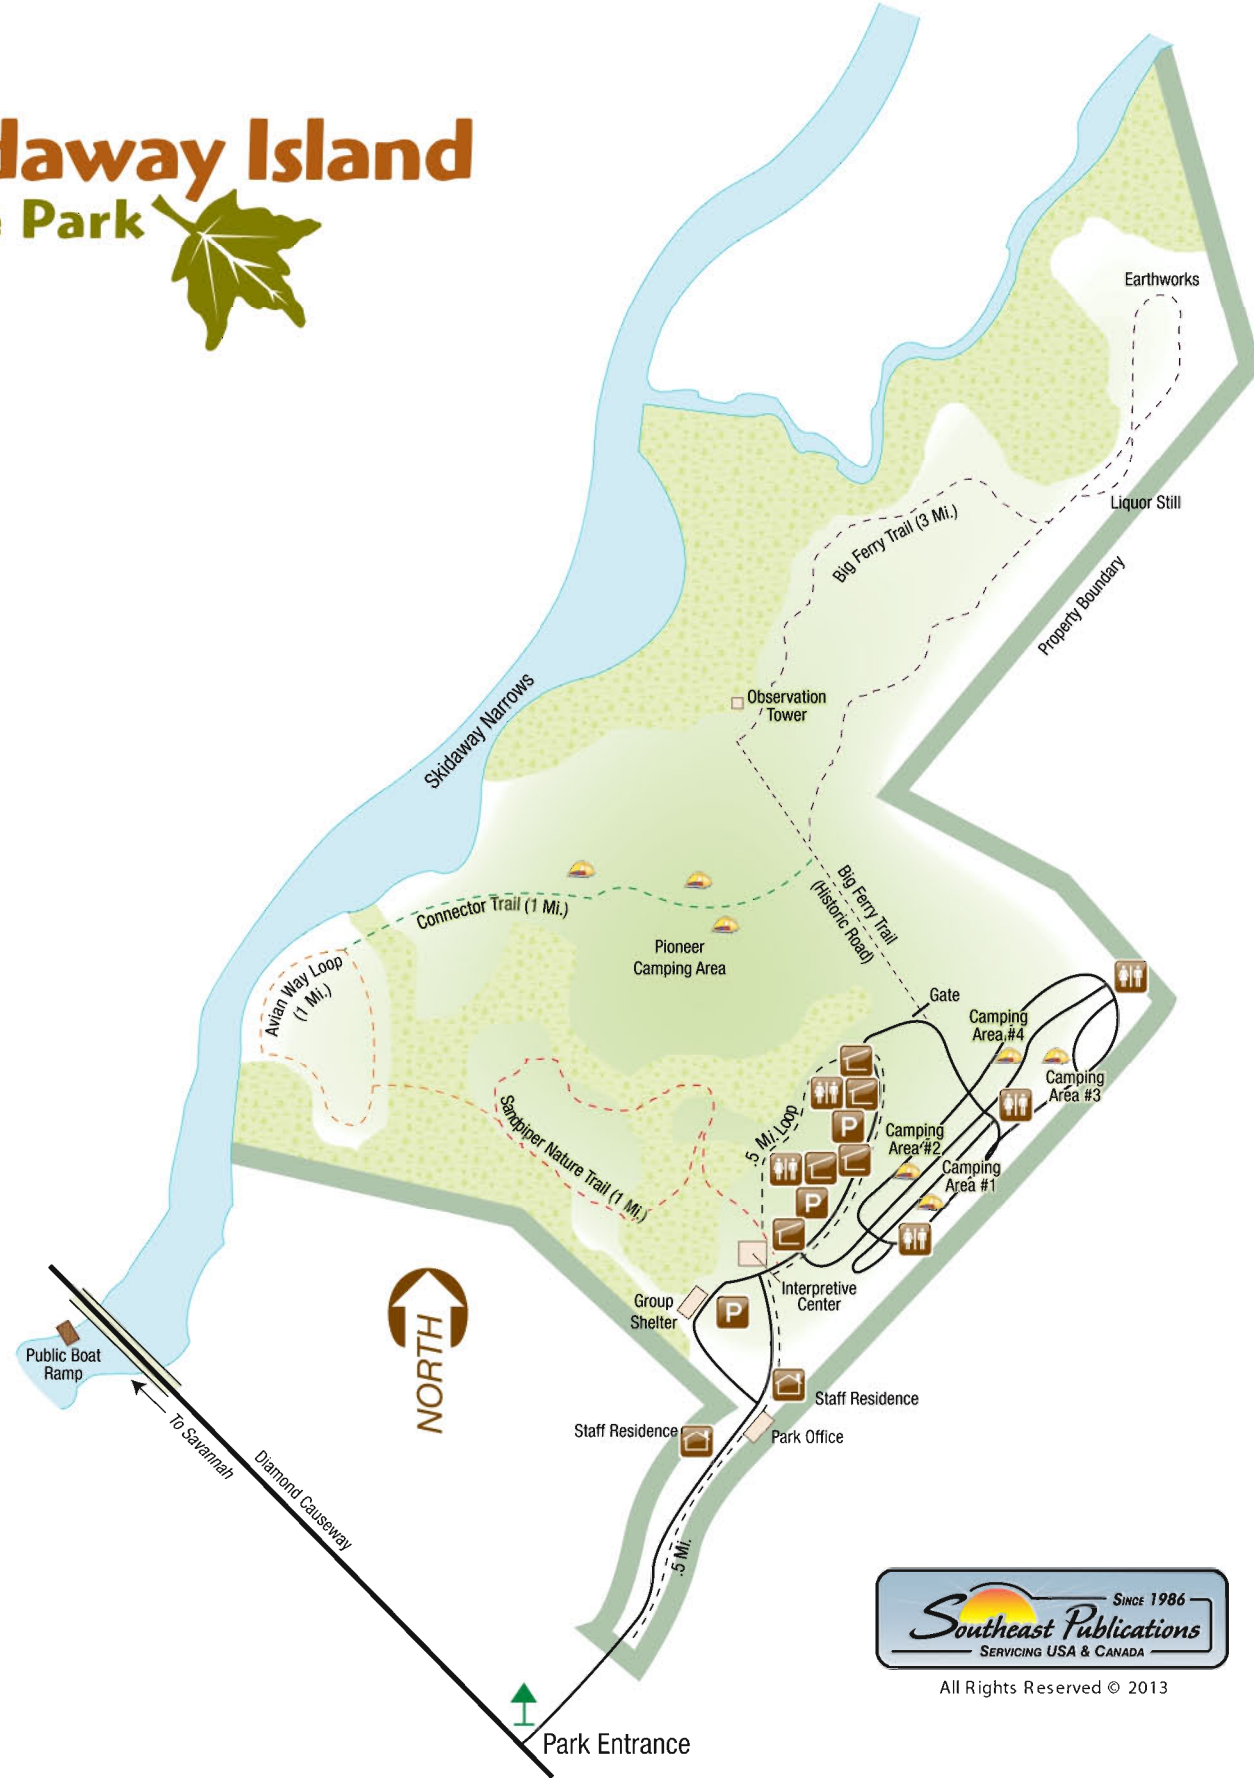 daway Island
e Park
Earthworks
Liquor Still
Big Ferry Trail (3 Mi.)
Property Boundary
Observation
Tower
Skidaway Narrows
Connector Trail (1 Mi.)
Big Ferry Trail
(Historic Road)
Pioneer
Camping Area
Avian Way Loop
(1 Mi.)
Gate
Camping
Area #4
Camping
Area #3
Sandpiper Nature Trail (1 Mi.)
.5 Mi. Loop
P
Camping
Area #2
Camping
Area #1
P
Interpretive
Center
Group
Shelter
P
NORTH
Public Boat
Ramp
To Savannah
Diamond Causeway
Staff Residence
Staff Residence
Park Office
.5 Mi.
Park Entrance
SINCE 1986
Southeast Publications
SERVICING USA & CANADA
All Rights Reserved © 2013